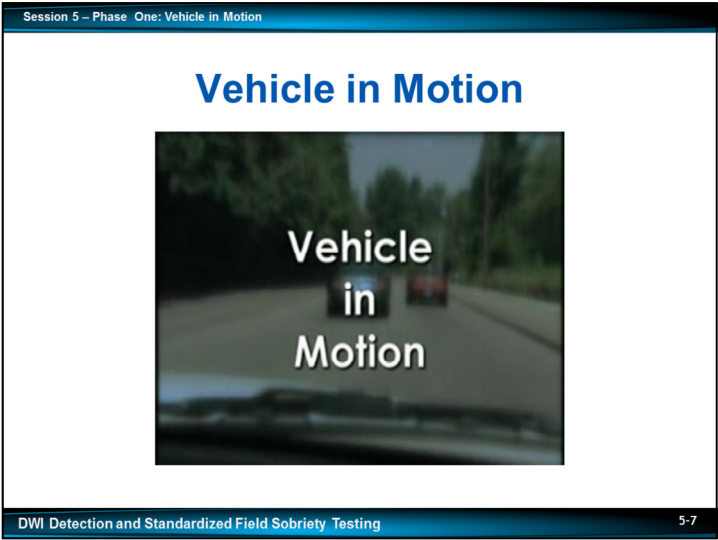 Session 5 – Phase One: Vehicle in Motion
Vehicle in Motion
Vehicle
in
Motion
DWI Detection and Standardized Field Sobriety Testing
5-7